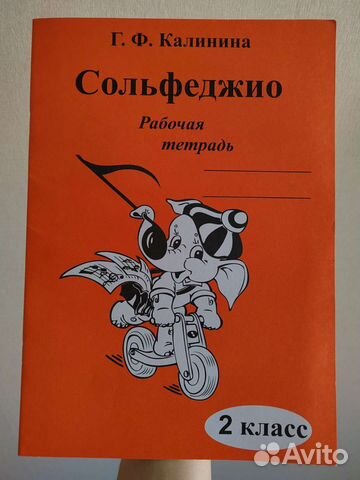 Г. Ф. Калинина
Сольфеджио
Рабочая
тетрадь
2 класс
Avito